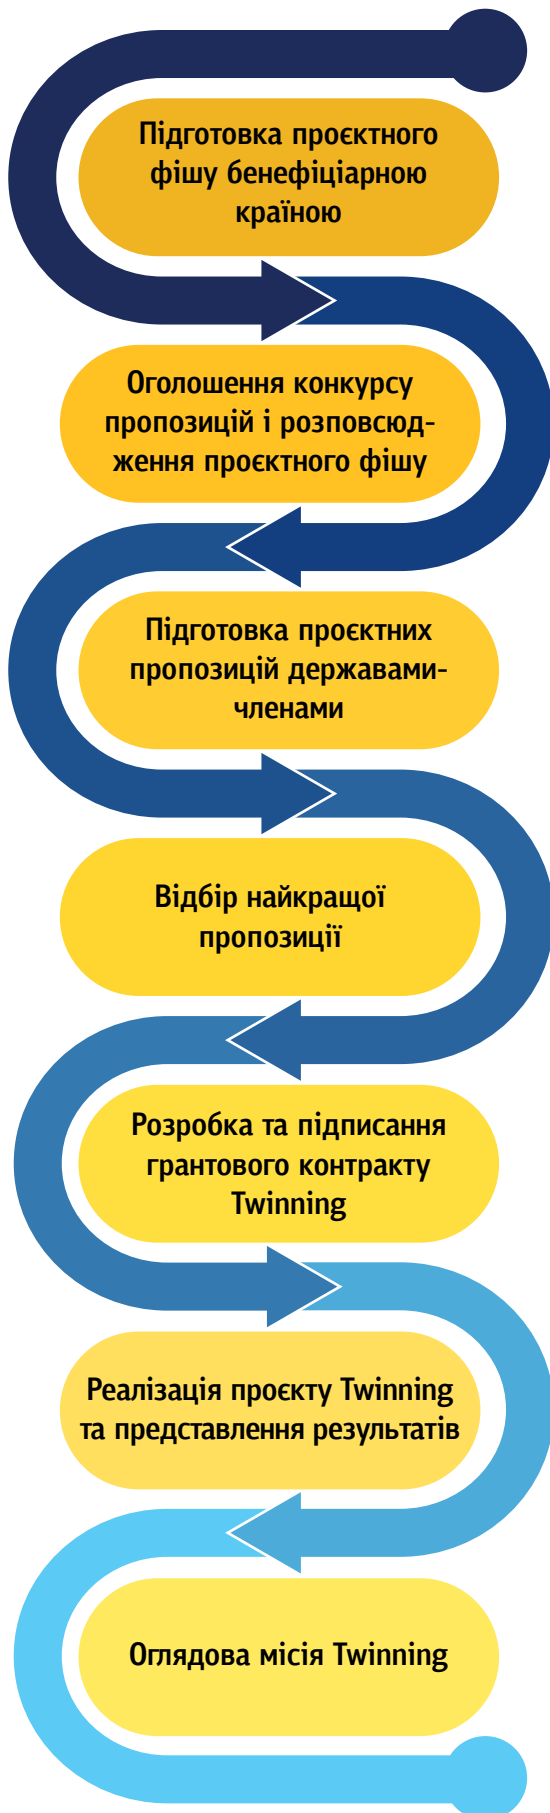 Підготовка проєктного
фішу бенефіціарною
країною
Оголошення конкурсу
пропозицій і розповсюд-
ження проєктного фішу
Підготовка проєктних
пропозицій державами-
членами
Відбір найкращої
пропозиції
Розробка та підписання
грантового контракту
Twinning
Реалізація проєкту Twinning
та представлення результатів
Оглядова місія Twinning